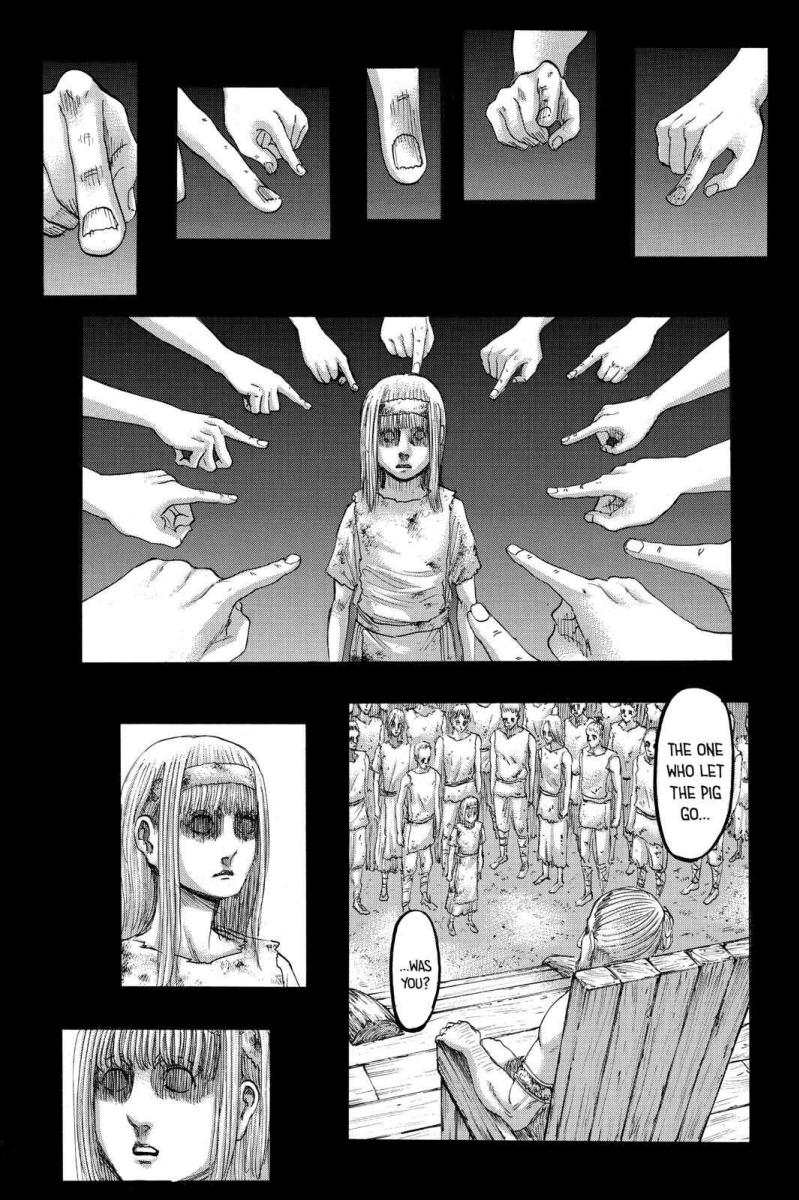 THE ONE
WHO LET
THE PIG
GO...
...WAS
YOU?